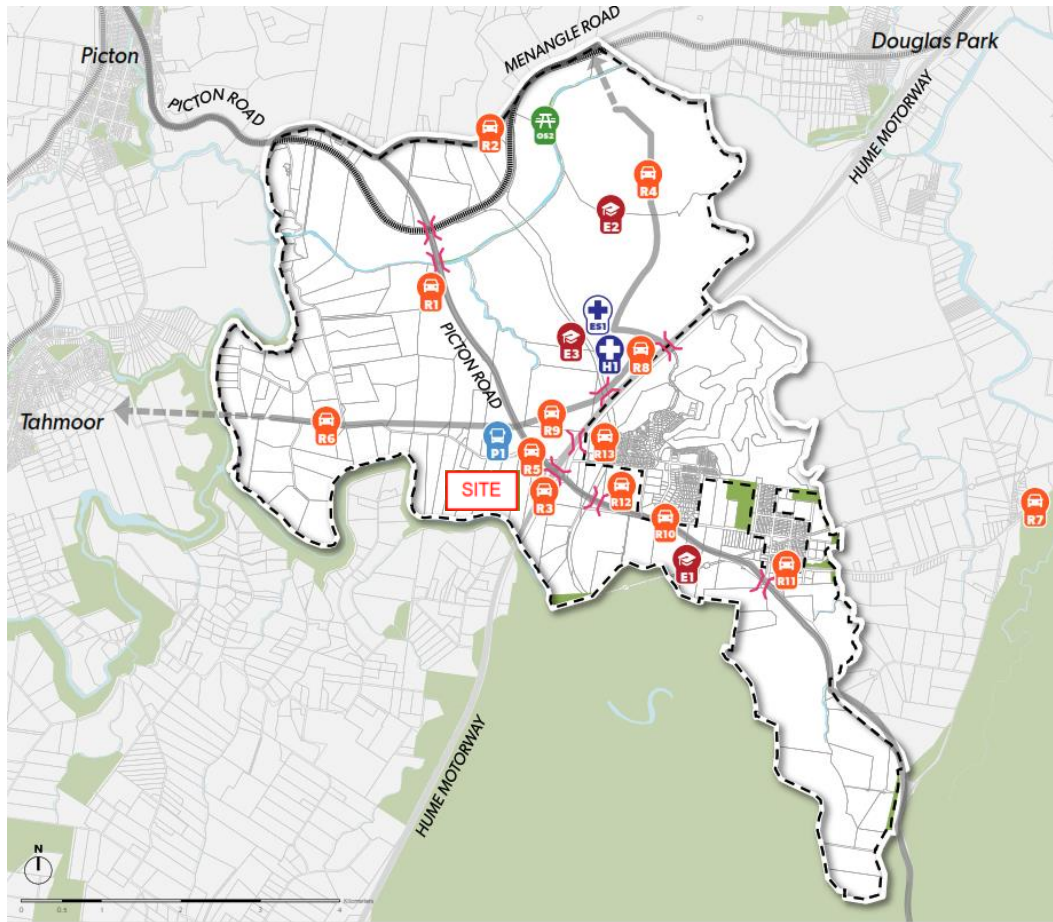 MENANGLE ROAD
Picton
Douglas Park
PICTON ROAD
HUME MOTORWAY
OS2
R2
R4
E2
R1
ES1
E3
H1
R8
PICTON ROAD
Tahmoor
R6
R9
P1
R13
R5
SITE
R3
R12
R7
R10
E1
R11
HUME MOTORWAY
N
0 0.5 1 2 3 4 Kilometers